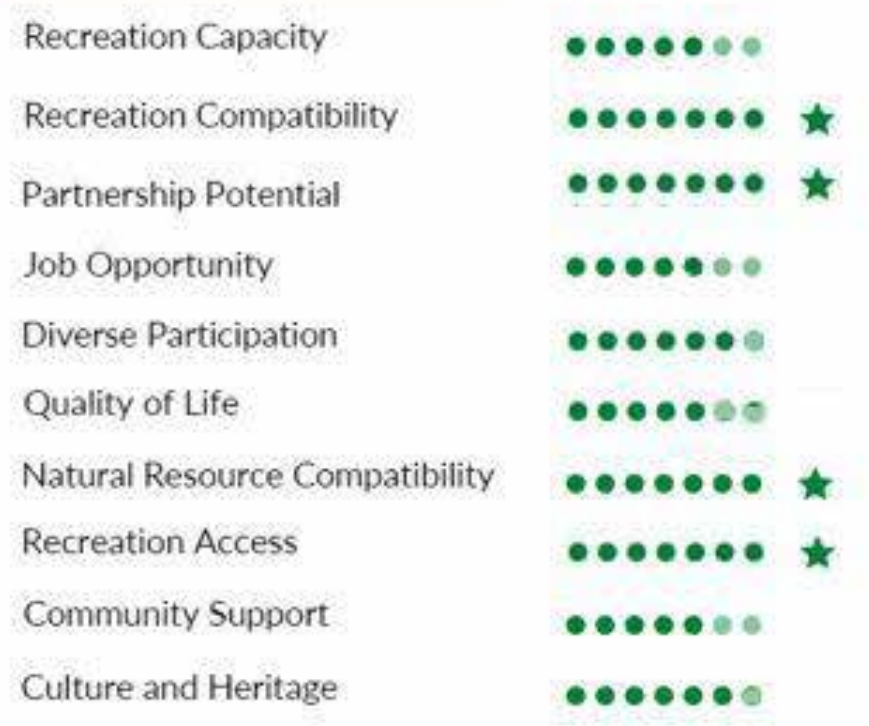 Recreation Capacity
Recreation Compatibility
Partnership Potential
Job Opportunity
Diverse Participation
Quality of Life
Natural Resource Compatibility
Recreation Access
Community Support
Culture and Heritage